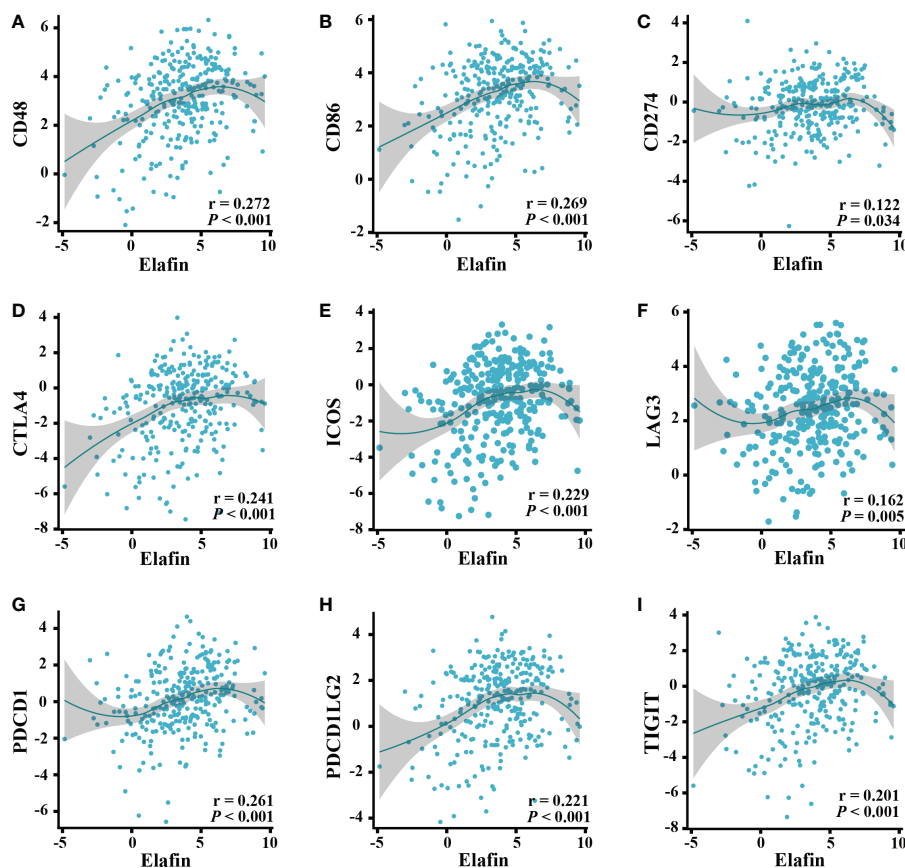 A
CD48
6
4
2
0
-2
-5
0
5
10
Elafin
r = 0.272
P < 0.001
B
CD86
6
4
2
0
-2
-5
0
5
10
Elafin
r = 0.269
P < 0.001
C
CD274
4
2
0
-2
-4
-6
-5
0
5
10
Elafin
r = 0.122
P = 0.034
D
CTLA4
4
2
0
-2
-4
-6
-8
-5
0
5
10
Elafin
r = 0.241
P < 0.001
E
ICOS
4
2
0
-2
-4
-6
-8
-5
0
5
10
Elafin
r = 0.229
P < 0.001
F
LAG3
6
4
2
0
-2
-5
0
5
10
Elafin
r = 0.162
P = 0.005
G
PDCD1
4
2
0
-2
-4
-6
-5
0
5
10
Elafin
r = 0.261
P < 0.001
H
PDCD1LG2
4
2
0
-2
-4
-5
0
5
10
Elafin
r = 0.221
P < 0.001
I
TIGIT
4
2
0
-2
-4
-6
-8
-5
0
5
10
Elafin
r = 0.201
P < 0.001